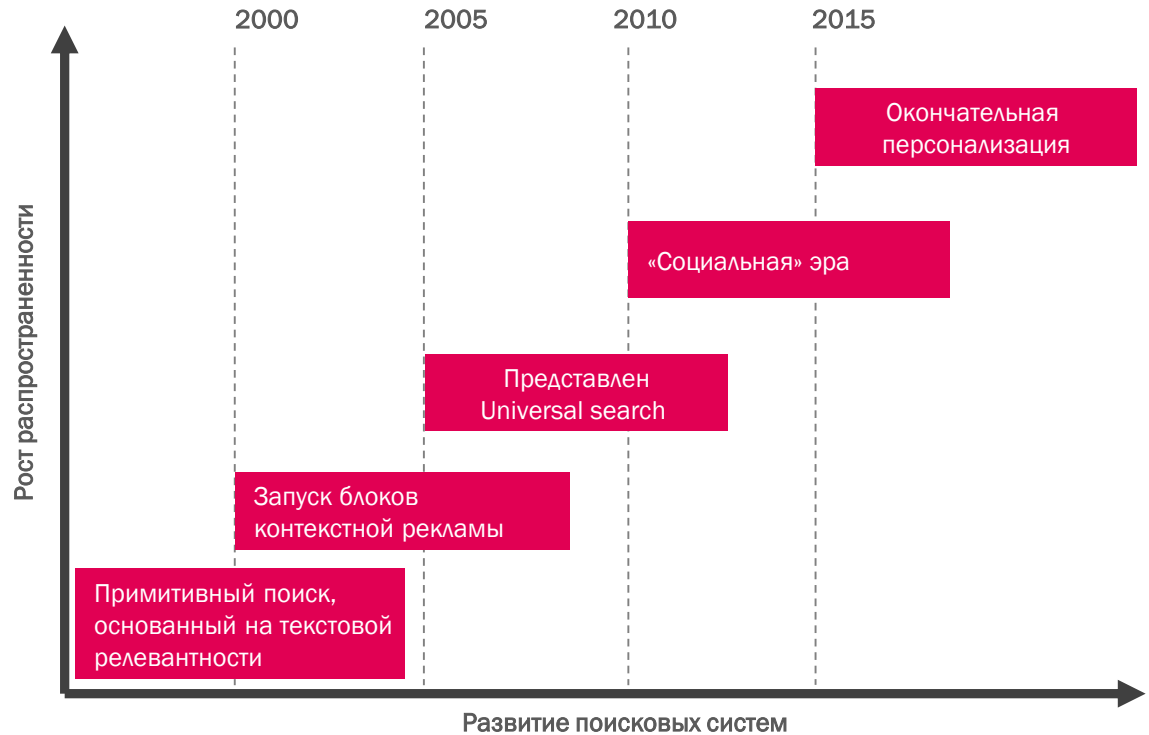 2000
2005
2010
2015
Окончательная
персонализация
«Социальная» эра
Представлен
Universal search
Запуск блоков
контекстной рекламы
Примитивный поиск,
основанный на текстовой
релевантности
Рост распространенности
Развитие поисковых систем